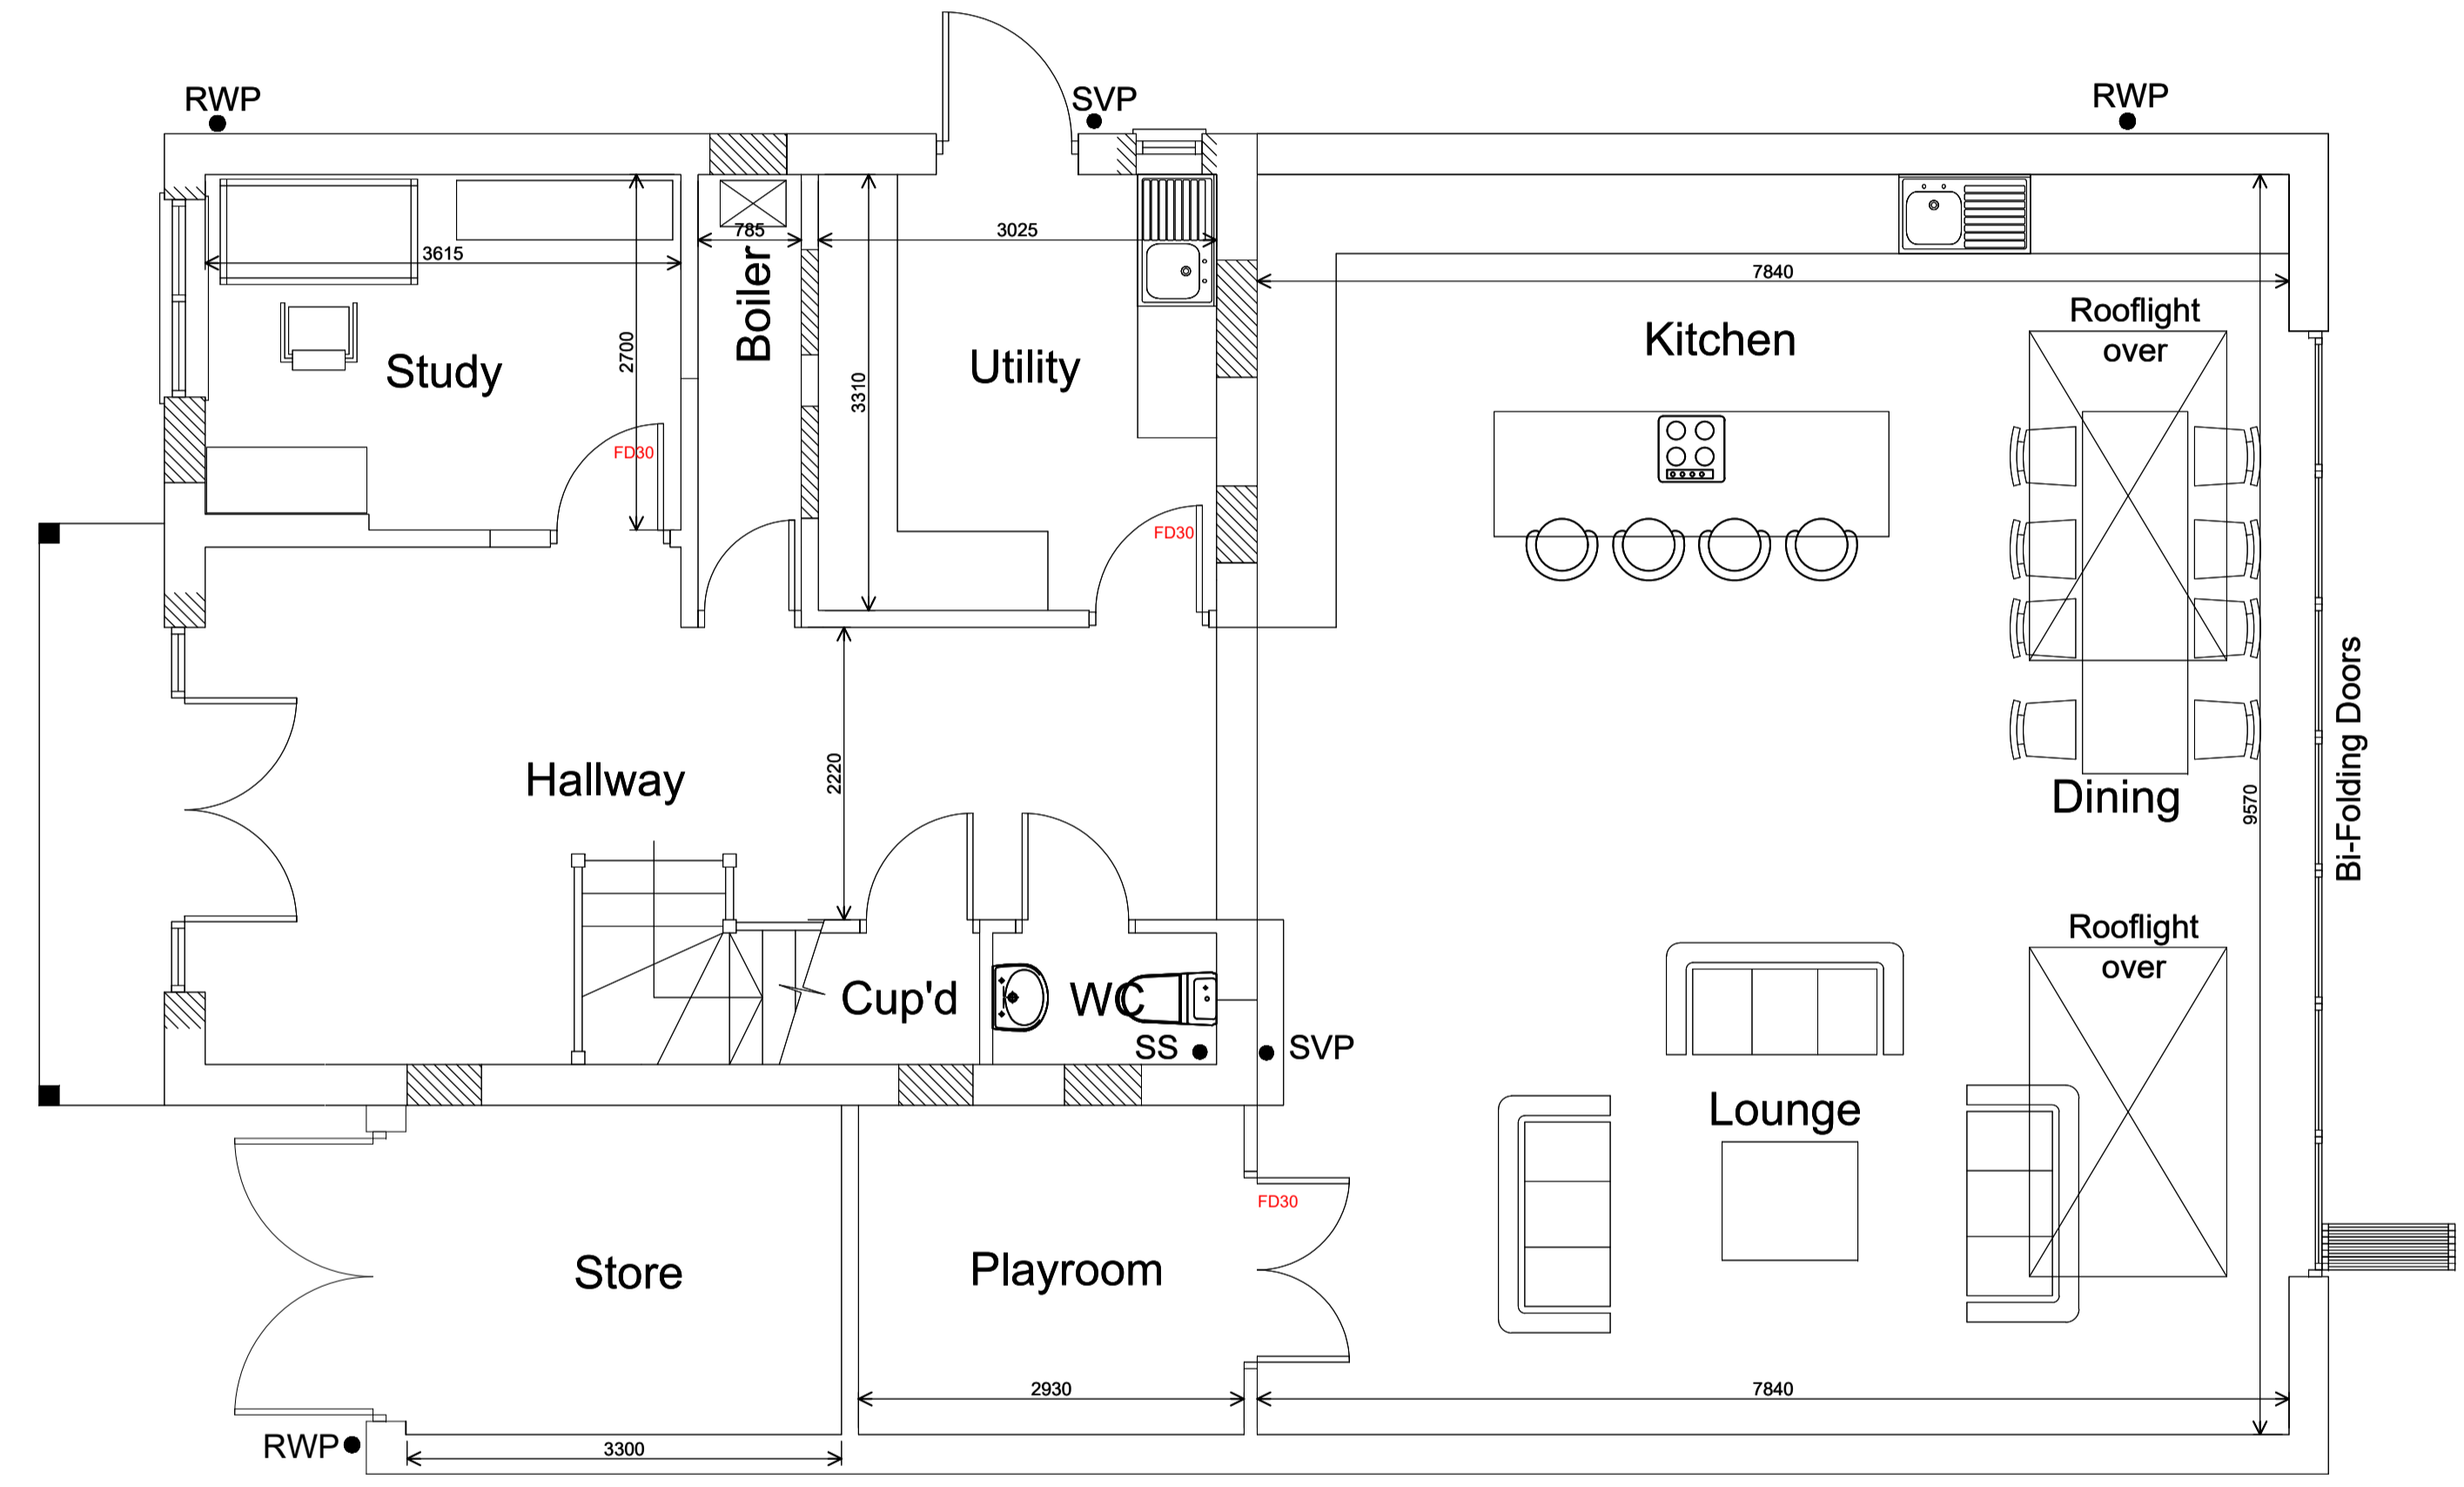 RWP
SVP
RWP
785
3025
3615
7840
Boiler
Rooflight
over
Kitchen
Study
2700
Utility
3310
FD30
FD30
Bi-Folding Doors
Hallway
2220
Dining
9570
Rooflight
over
Cup'd
WC
SS
SVP
Lounge
FD30
Store
Playroom
2930
7840
RWP
3300